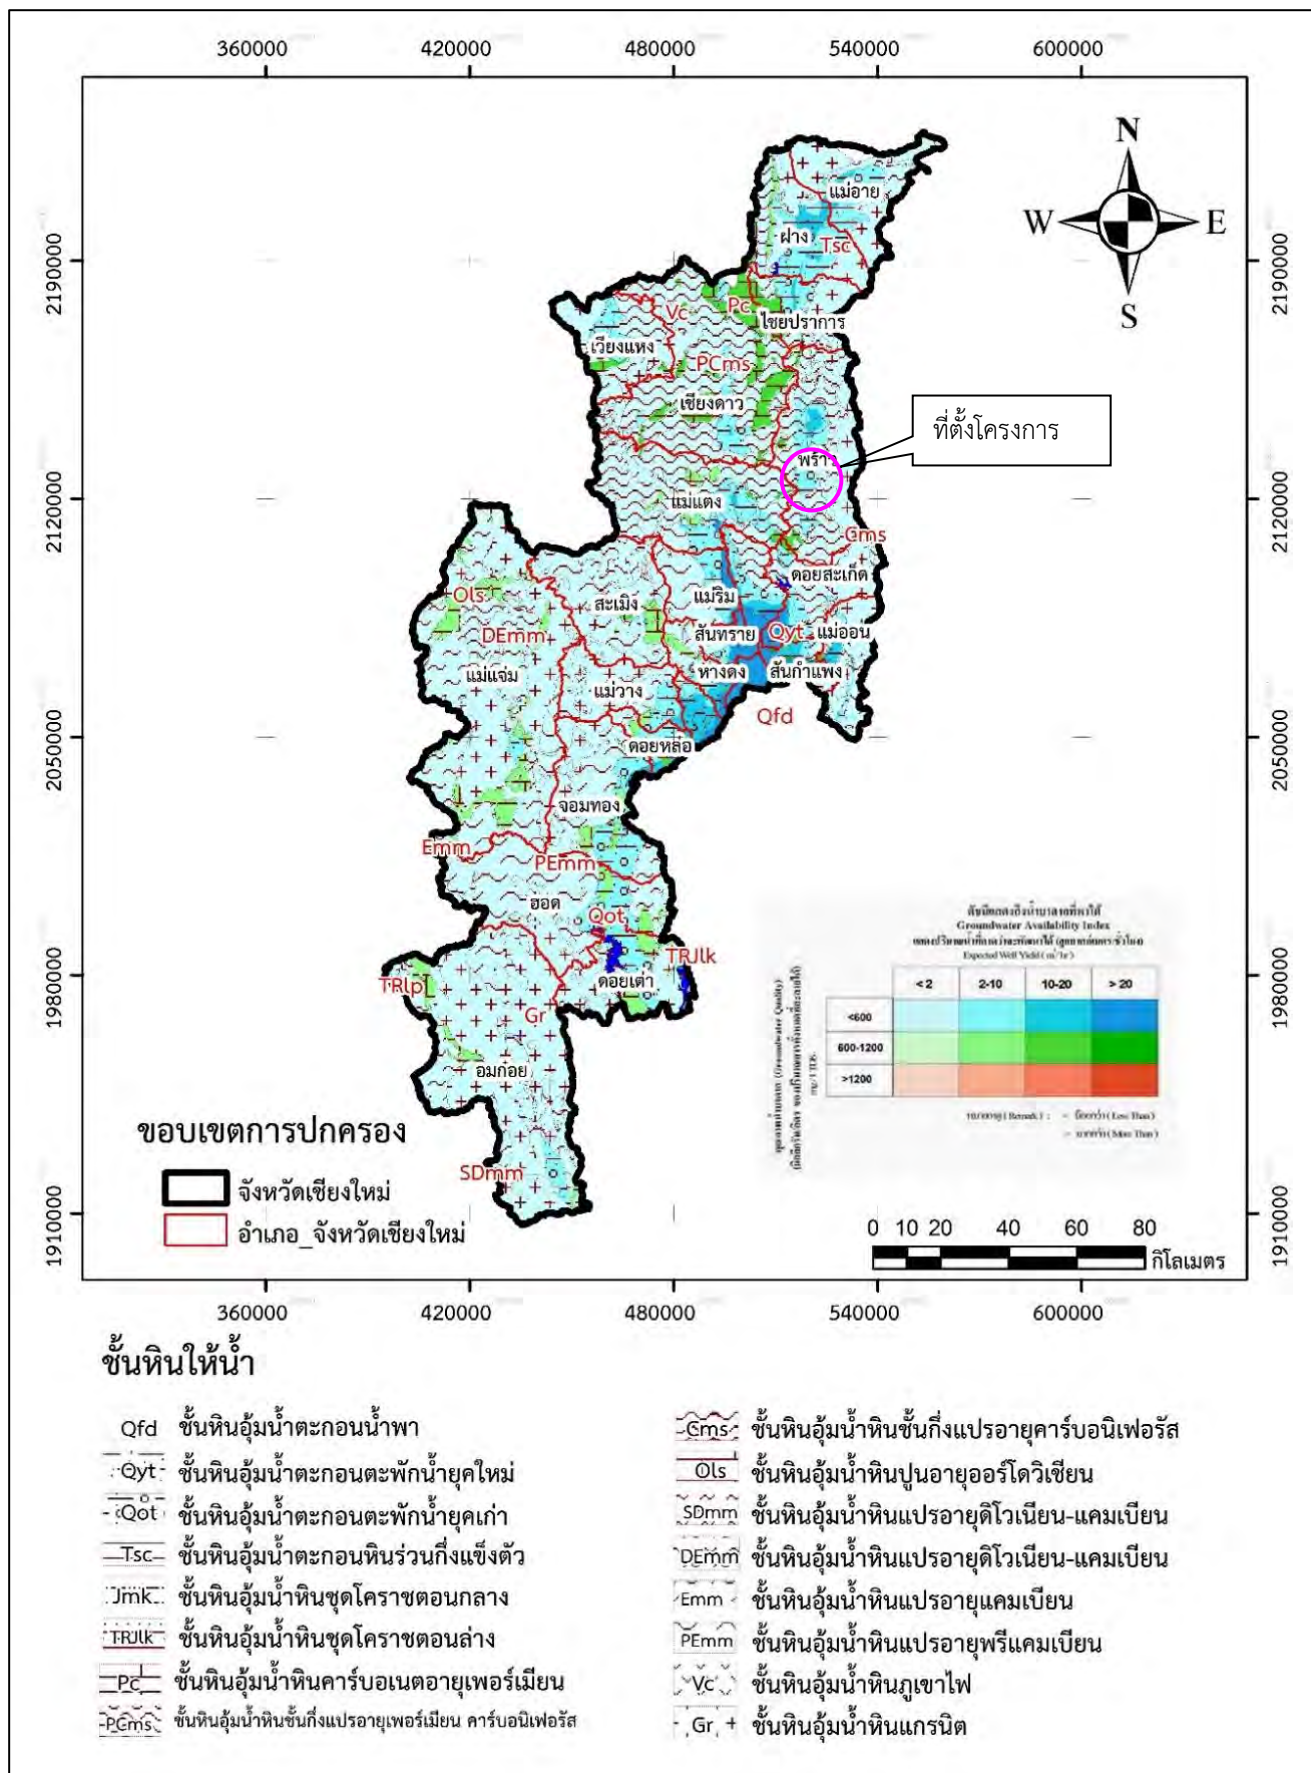 360000 420000 480000 540000 600000
N
W E
S
2190000 2190000
2120000 2120000
2050000 2050000
1980000 1980000
1910000 1910000
แม่อาย
ฝาง
Tsc
Pc
Vc
ไชยปราการ
เวียงแหง
PCms
เชียงดาว
ที่ตั้งโครงการ
พร้าว
แม่แตง
Cms
ดอยสะเก็ด
Ols
แม่ริม
สะเมิง
DEmm
สันทราย
Qyt
แม่ออน
แม่แจ่ม
หางดง
สันกำแพง
แม่วาง
Qfd
ดอยหล่อ
จอมทอง
Emm
PEmm
ฮอด
Qot
TRJlk
ดอยเต่า
TRlp
Gr
อมก๋อย
SDmm
Groundwater Availability Index
Expected Well Yield (m³/hr)
< 2 2-10 10-20 > 20
<600
600-1200
>1200
(Groundwater Quality)
(Remark) : (Less Than)
(More Than)
ขอบเขตการปกครอง
จังหวัดเชียงใหม่
อำเภอ_จังหวัดเชียงใหม่
0 10 20 40 60 80
กิโลเมตร
360000 420000 480000 540000 600000
ชั้นหินให้น้ำ
Qfd ชั้นหินอุ้มน้ำตะกอนน้ำพา
Qyt ชั้นหินอุ้มน้ำตะกอนตะพักน้ำยุคใหม่
Qot ชั้นหินอุ้มน้ำตะกอนตะพักน้ำยุคเก่า
Tsc ชั้นหินอุ้มน้ำตะกอนหินร่วนกึ่งแข็งตัว
Jmk ชั้นหินอุ้มน้ำหินชุดโคราชตอนกลาง
TRJlk ชั้นหินอุ้มน้ำหินชุดโคราชตอนล่าง
Pc ชั้นหินอุ้มน้ำหินคาร์บอเนตอายุเพอร์เมียน
PCms ชั้นหินอุ้มน้ำหินชั้นกึ่งแปรอายุเพอร์เมียน คาร์บอนิเฟอรัส
Cms ชั้นหินอุ้มน้ำหินชั้นกึ่งแปรอายุคาร์บอนิเฟอรัส
Ols ชั้นหินอุ้มน้ำหินปูนอายุออร์โดวิเชียน
SDmm ชั้นหินอุ้มน้ำหินแปรอายุดิโวเนียน-แคมเบียน
DEmm ชั้นหินอุ้มน้ำหินแปรอายุดิโวเนียน-แคมเบียน
Emm ชั้นหินอุ้มน้ำหินแปรอายุแคมเบียน
PEmm ชั้นหินอุ้มน้ำหินแปรอายุพรีแคมเบียน
Vc ชั้นหินอุ้มน้ำหินภูเขาไฟ
Gr ชั้นหินอุ้มน้ำหินแกรนิต